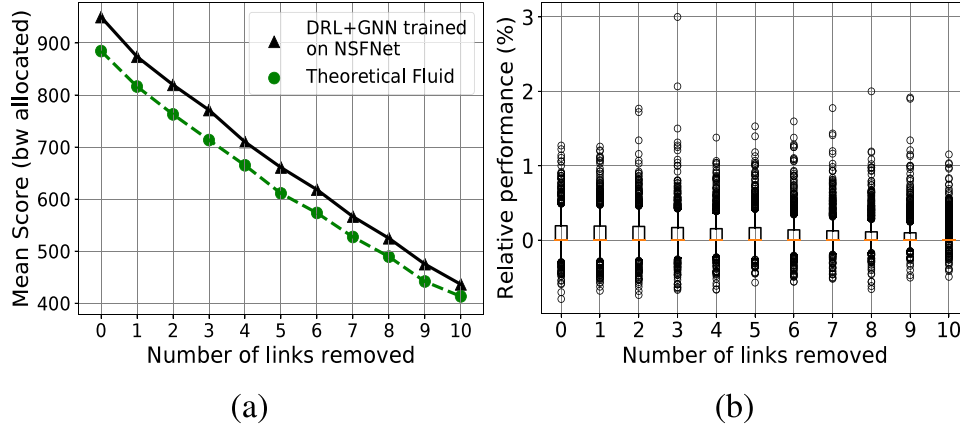 DRL+GNN trained
on NSFNet
Theoretical Fluid
900
800
700
600
500
400
Mean Score (bw allocated)
0 1 2 3 4 5 6 7 8 9 10
Number of links removed
(a)
3
2
1
0
Relative performance (%)
0 1 2 3 4 5 6 7 8 9 10
Number of links removed
(b)